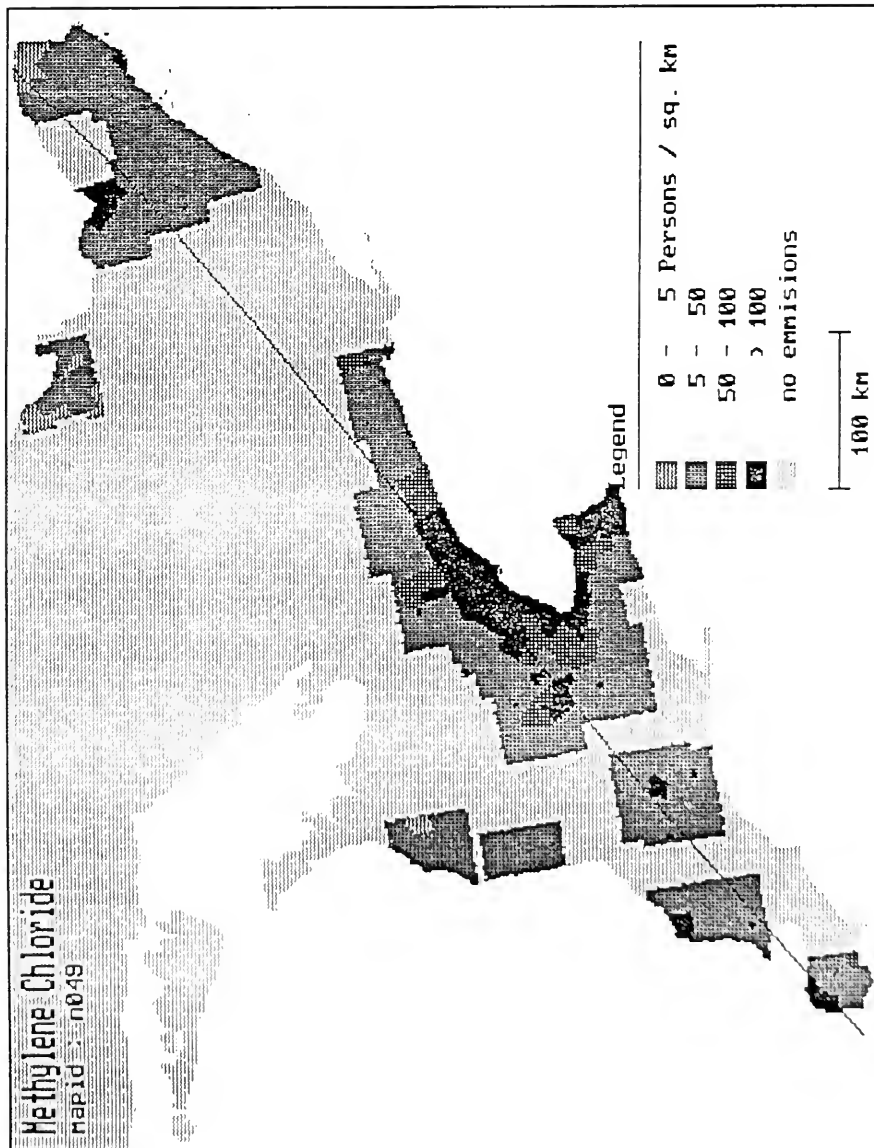 Methylene Chloride
Mapid : n049
Legend
0 - 5 Persons / sq. km
5 - 50
50 - 100
> 100
no emmisions
100 km